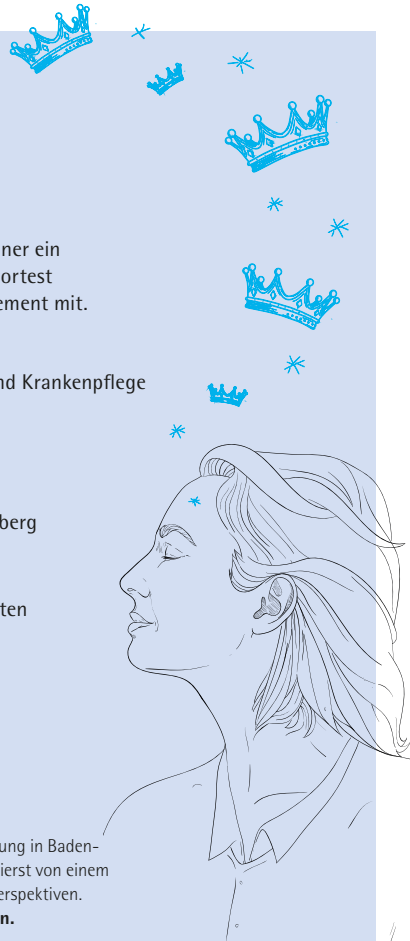 ner ein
ortest
ement mit.
nd Krankenpflege
berg
ten
ung in Baden-
ierst von einem
erspektiven.
n.